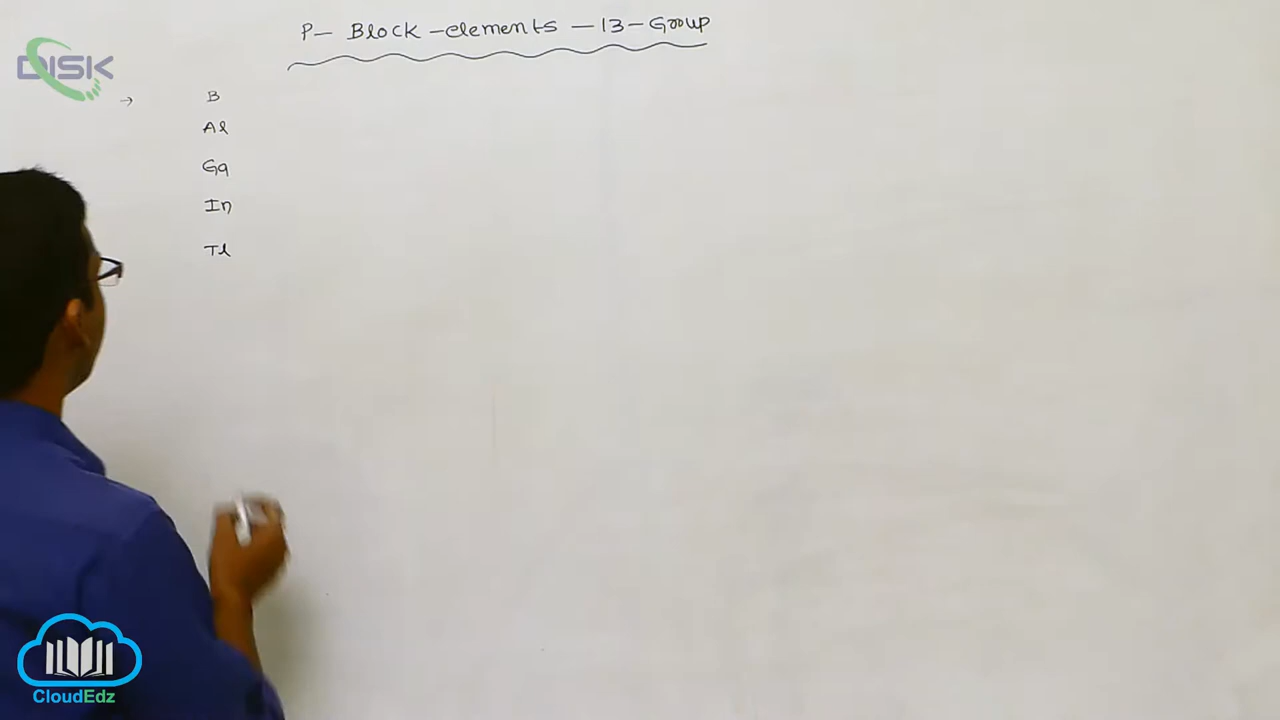 P- Block-elements-13-Group
DISK
→ B
Al
Ga
In
Tl
CloudEdz